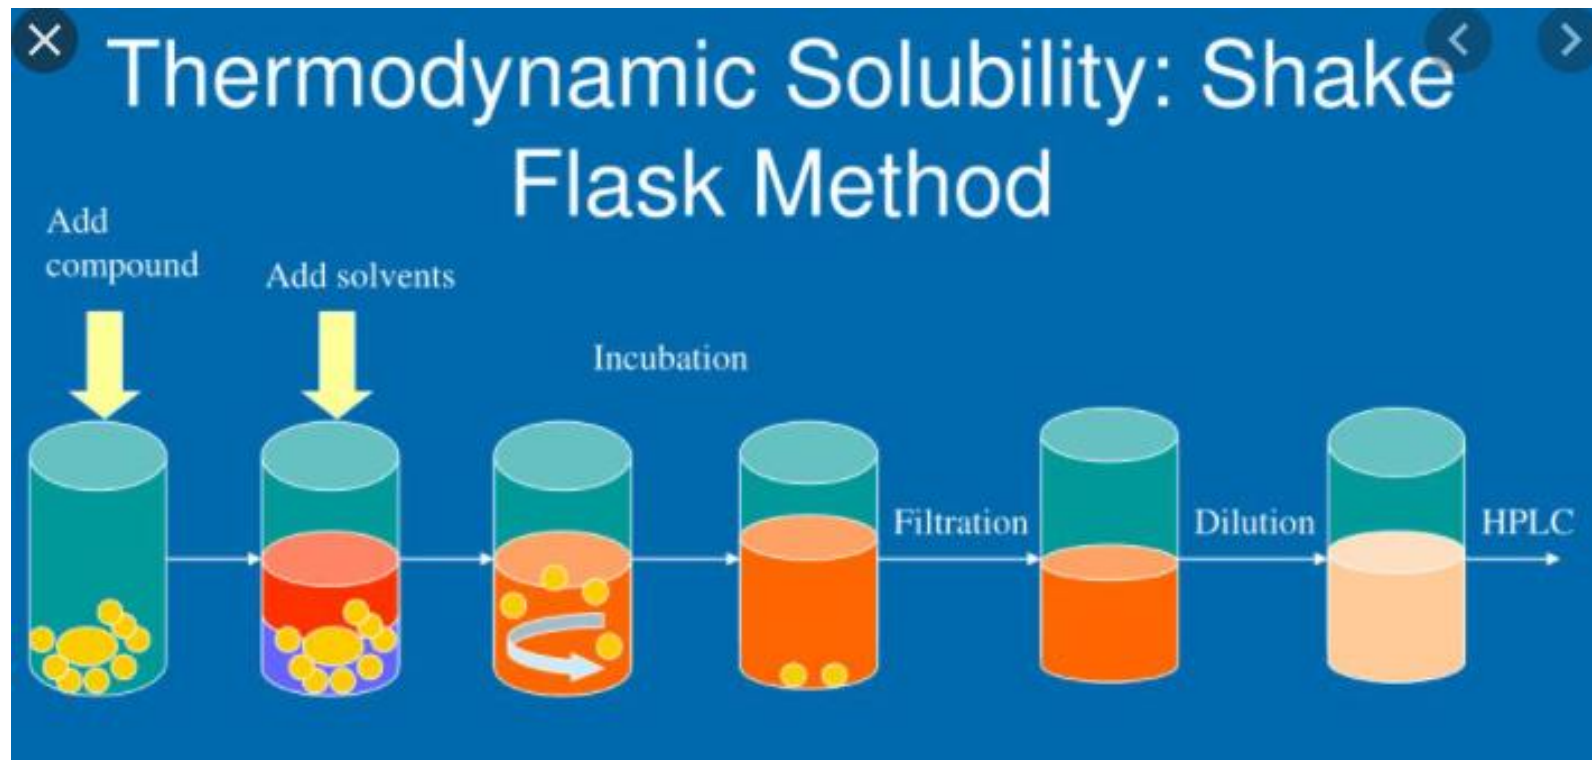 Thermodynamic Solubility: Shake
Flask Method
Add
compound
Add solvents
Incubation
Filtration
Dilution
HPLC